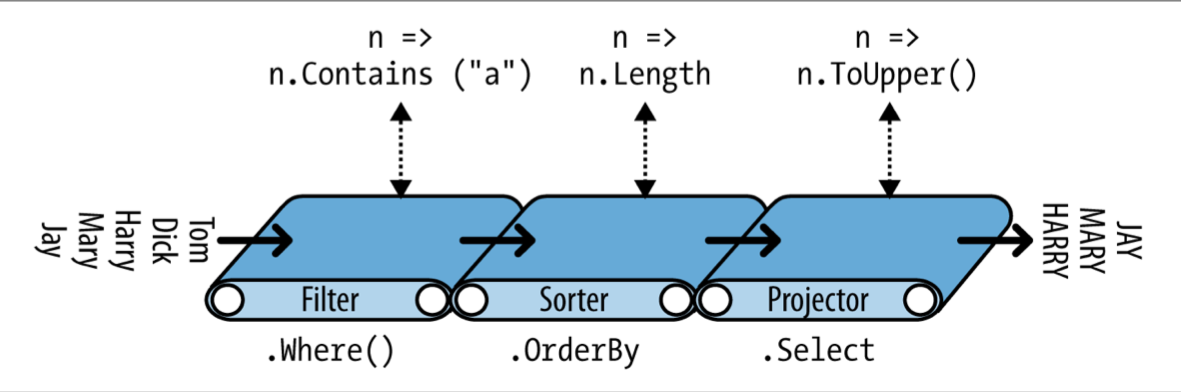 n =>
n.Contains ("a")
n =>
n.Length
n =>
n.ToUpper()
Jay
Mary
Harry
Dick
Tom
HARRY
MARY
JAY
Filter
Sorter
Projector
.Where()
.OrderBy
.Select